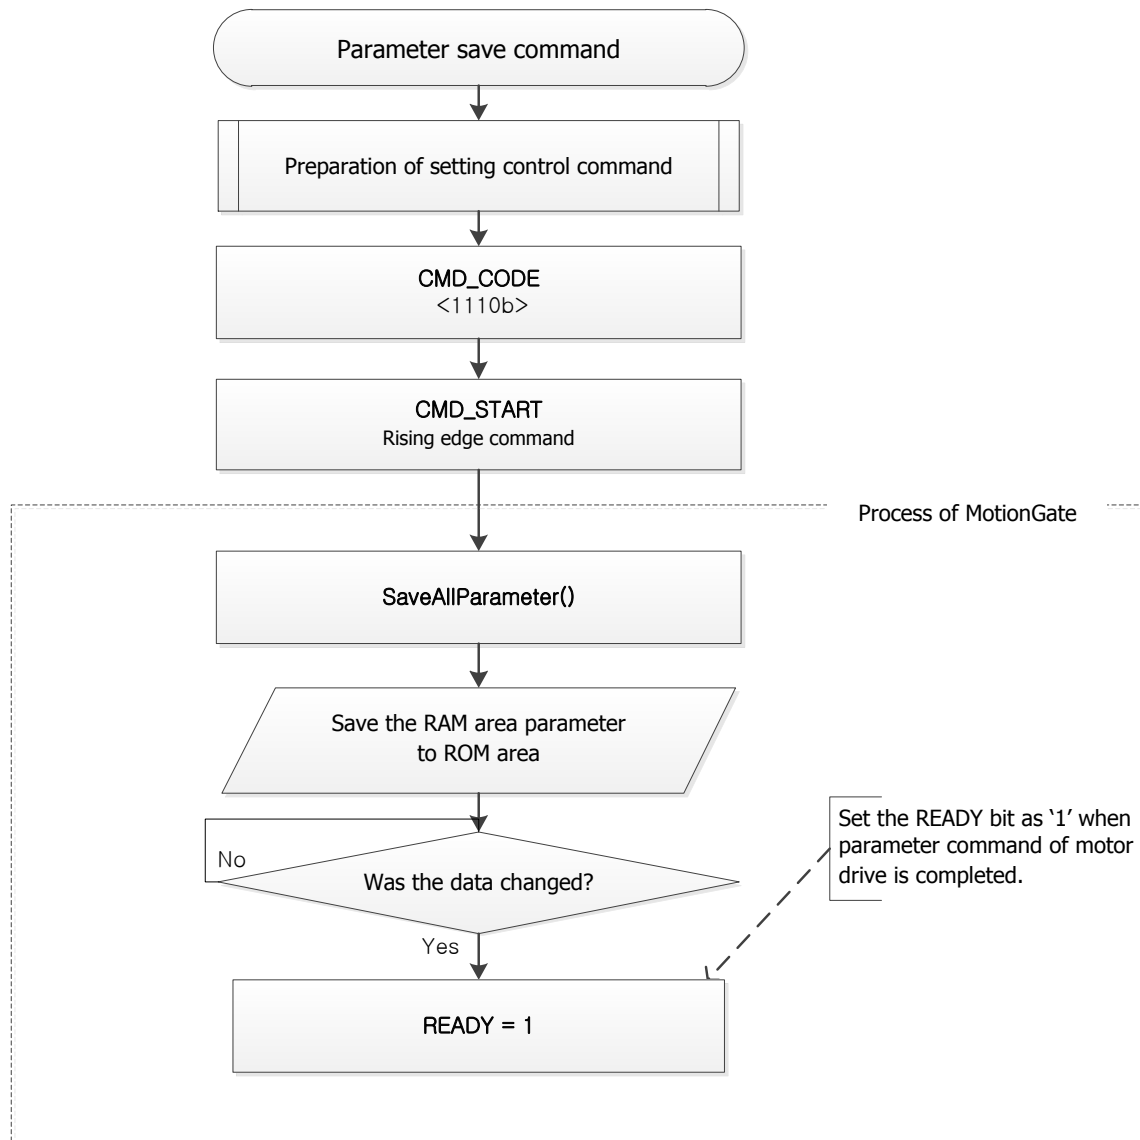 Parameter save command
Preparation of setting control command
CMD_CODE
<1110b>
CMD_START
Rising edge command
Process of MotionGate
SaveAllParameter()
Save the RAM area parameter
to ROM area
Set the READY bit as ‘1’ when
parameter command of motor
drive is completed.
No
Was the data changed?
Yes
READY = 1